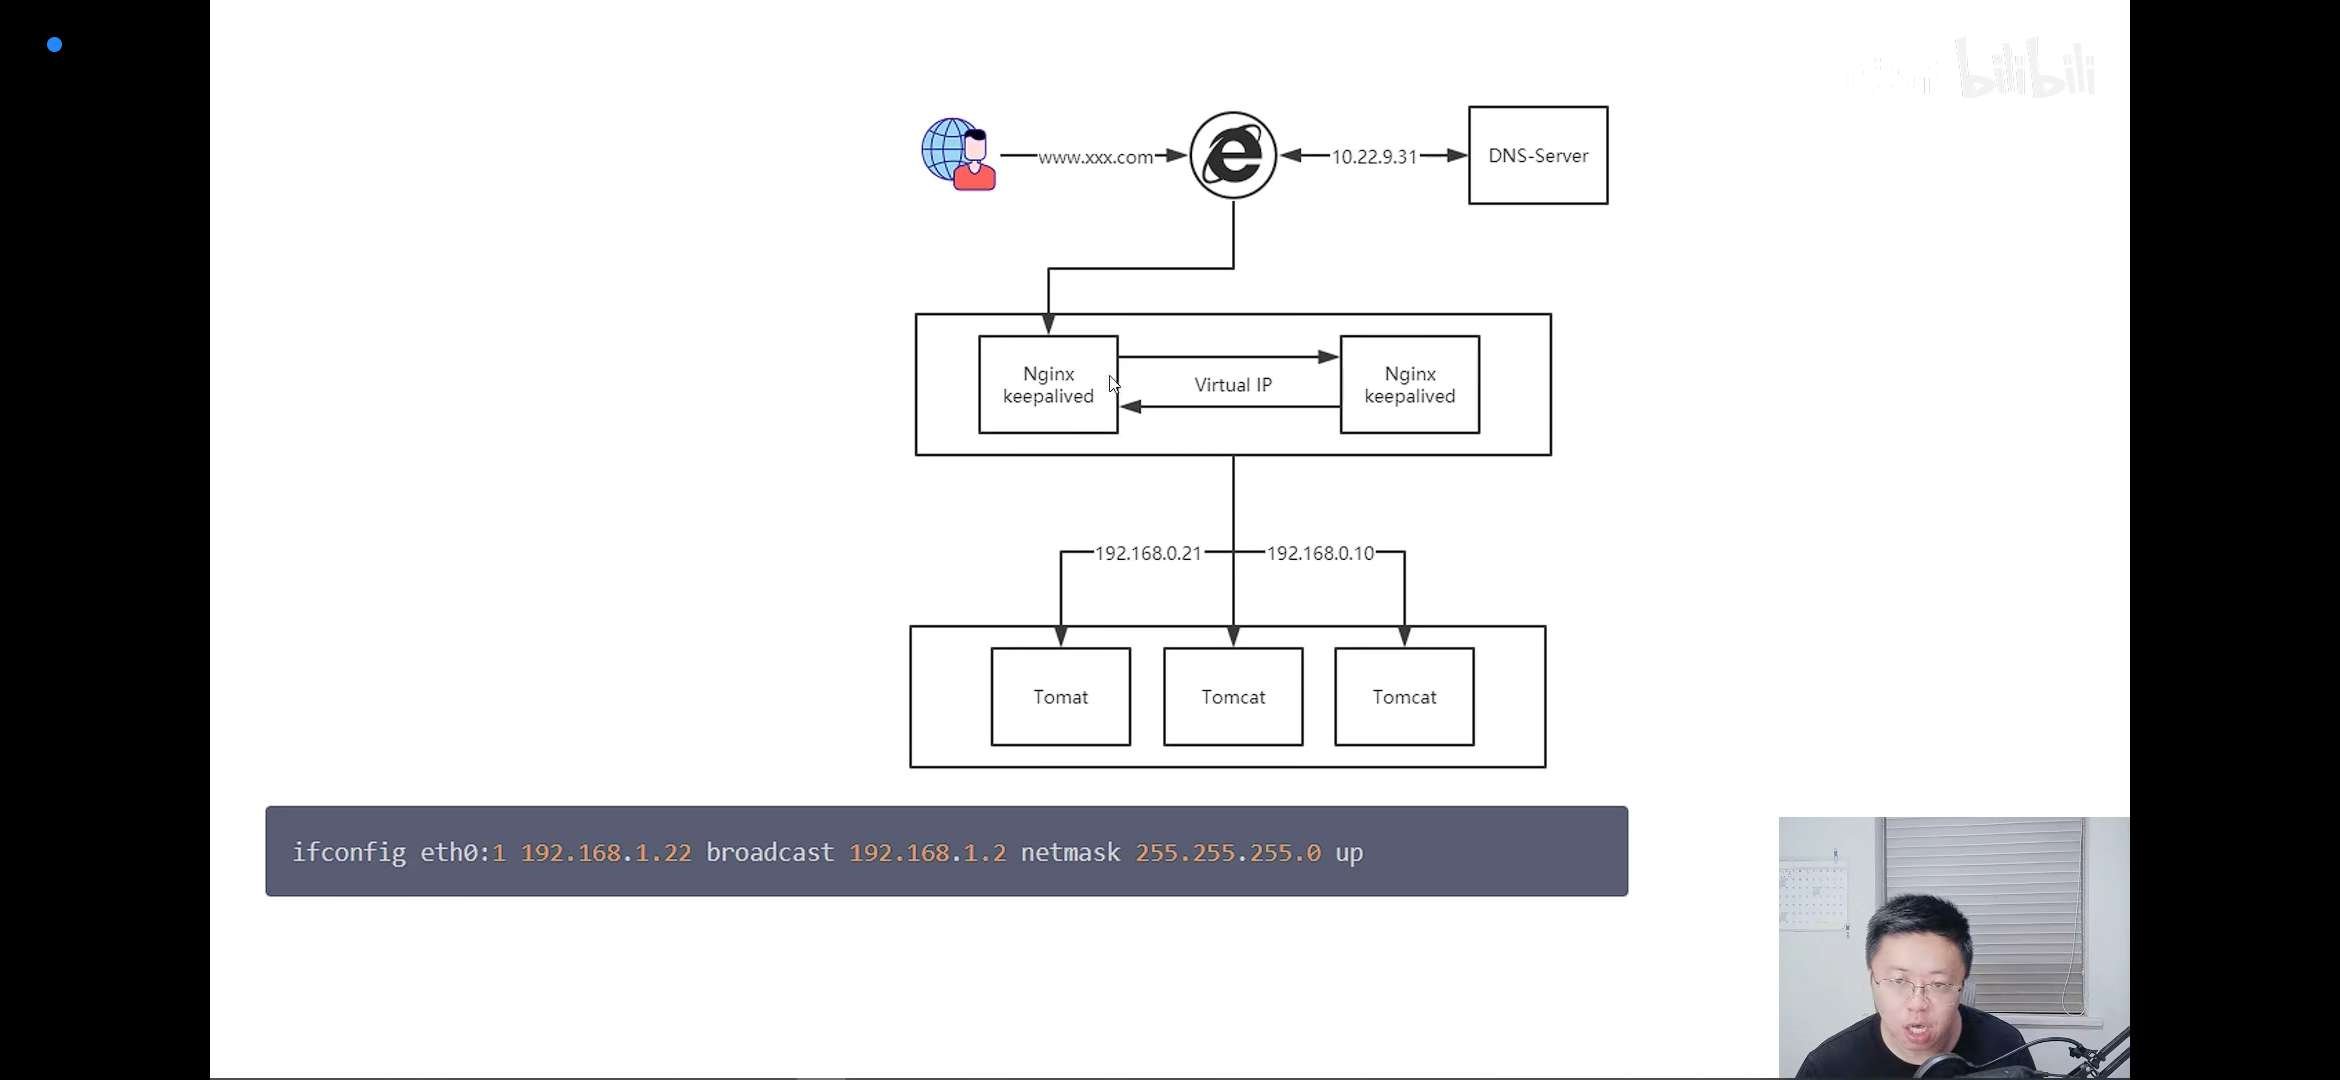 bilibili
www.xxx.com
10.22.9.31
DNS-Server
Nginx
keepalived
Virtual IP
Nginx
keepalived
192.168.0.21
192.168.0.10
Tomat
Tomcat
Tomcat
ifconfig eth0:1 192.168.1.22 broadcast 192.168.1.2 netmask 255.255.255.0 up